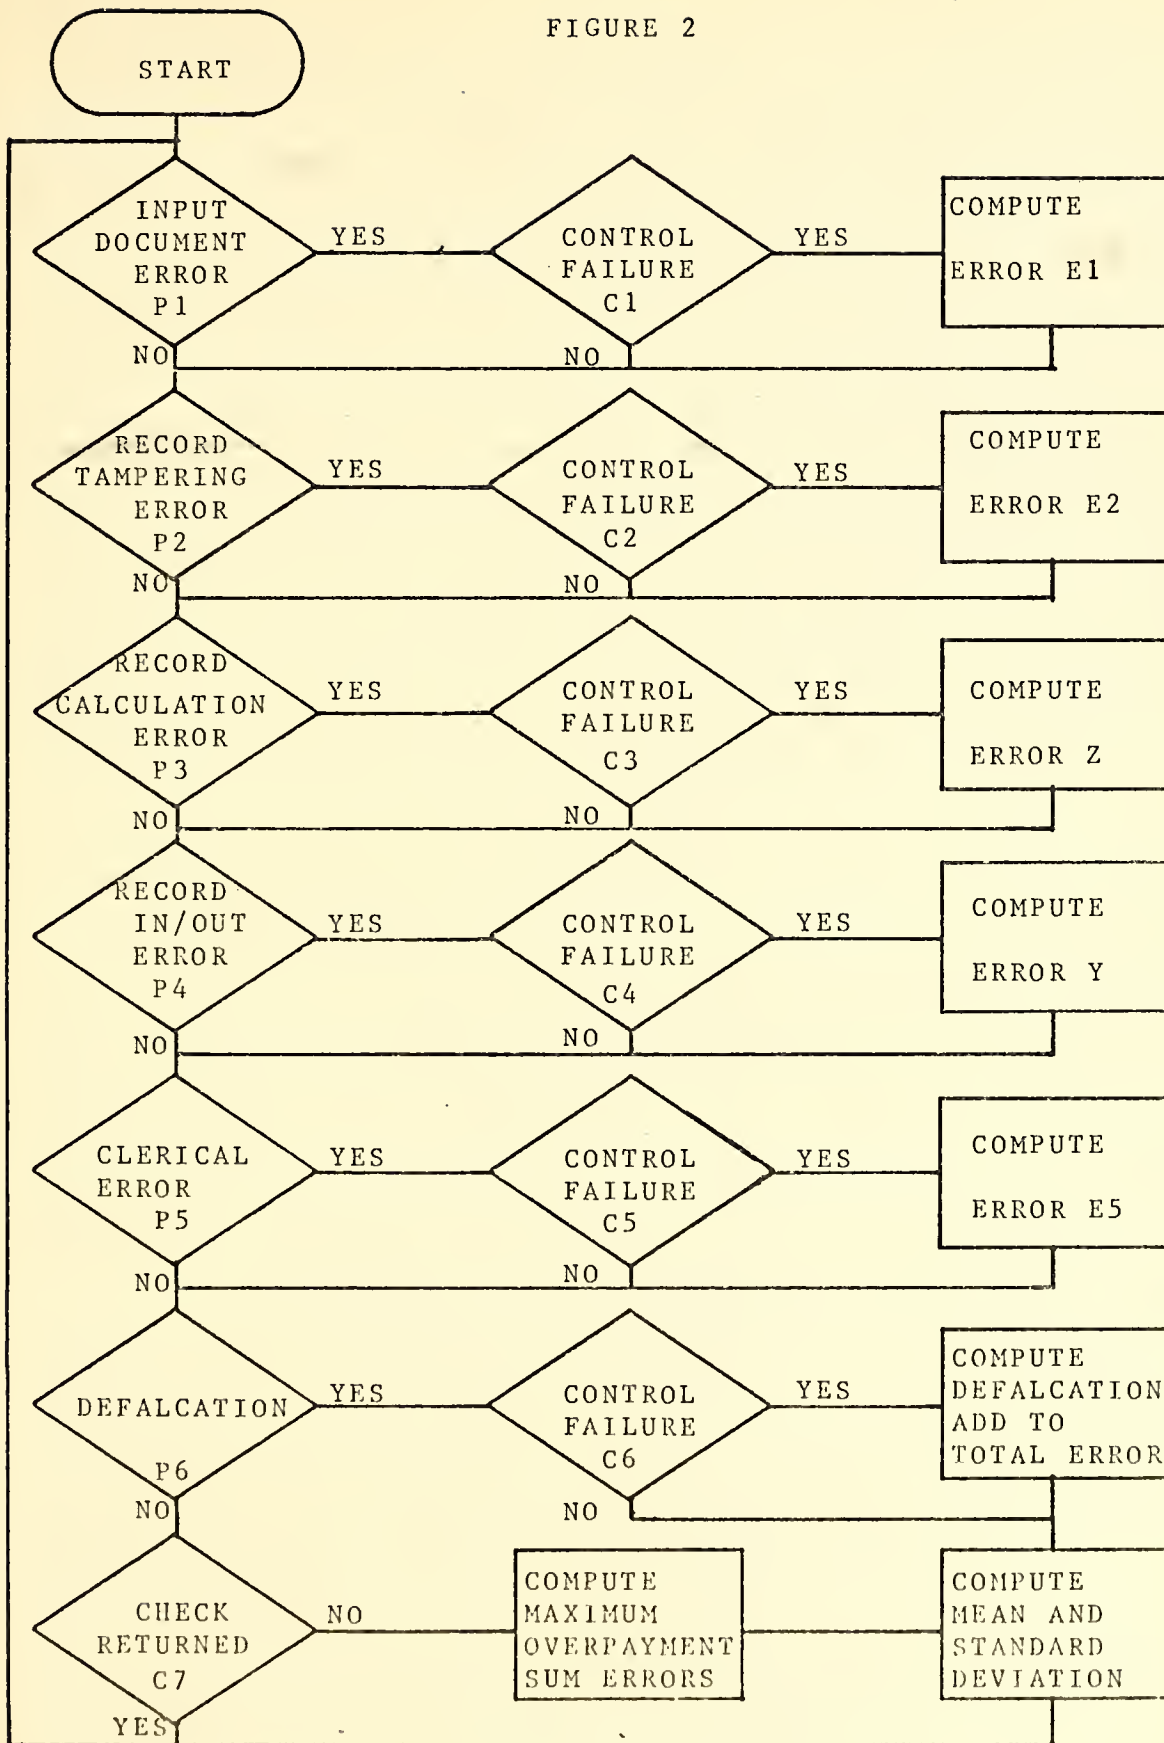 FIGURE 2
START
INPUT
DOCUMENT
ERROR
P1
YES
CONTROL
FAILURE
C1
YES
COMPUTE
ERROR E1
NO
NO
RECORD
TAMPERING
ERROR
P2
YES
CONTROL
FAILURE
C2
YES
COMPUTE
ERROR E2
NO
NO
RECORD
CALCULATION
ERROR
P3
YES
CONTROL
FAILURE
C3
YES
COMPUTE
ERROR Z
NO
NO
RECORD
IN/OUT
ERROR
P4
YES
CONTROL
FAILURE
C4
YES
COMPUTE
ERROR Y
NO
NO
CLERICAL
ERROR
P5
YES
CONTROL
FAILURE
C5
YES
COMPUTE
ERROR E5
NO
NO
DEFALCATION
P6
YES
CONTROL
FAILURE
C6
YES
COMPUTE
DEFALCATION
ADD TO
TOTAL ERROR
NO
NO
CHECK
RETURNED
C7
NO
COMPUTE
MAXIMUM
OVERPAYMENT
SUM ERRORS
COMPUTE
MEAN AND
STANDARD
DEVIATION
YES